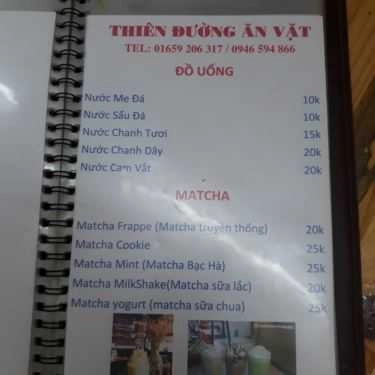 THIÊN ĐƯỜNG ĂN VẶT
TEL: 01659 206 317 / 0946 594 866
ĐỒ UỐNG
Nước Me Đá 10k
Nước Sấu Đá 10k
Nước Chanh Tươi 15k
Nước Chanh Dây 20k
Nước Cam Vắt 20k
MATCHA
Matcha Frappe (Matcha truyền thống) 20k
Matcha Cookie 25k
Matcha Mint (Matcha Bạc Hà) 25k
Matcha MilkShake(Matcha sữa lắc) 20k
Matcha yogurt (matcha sữa chua) 25k